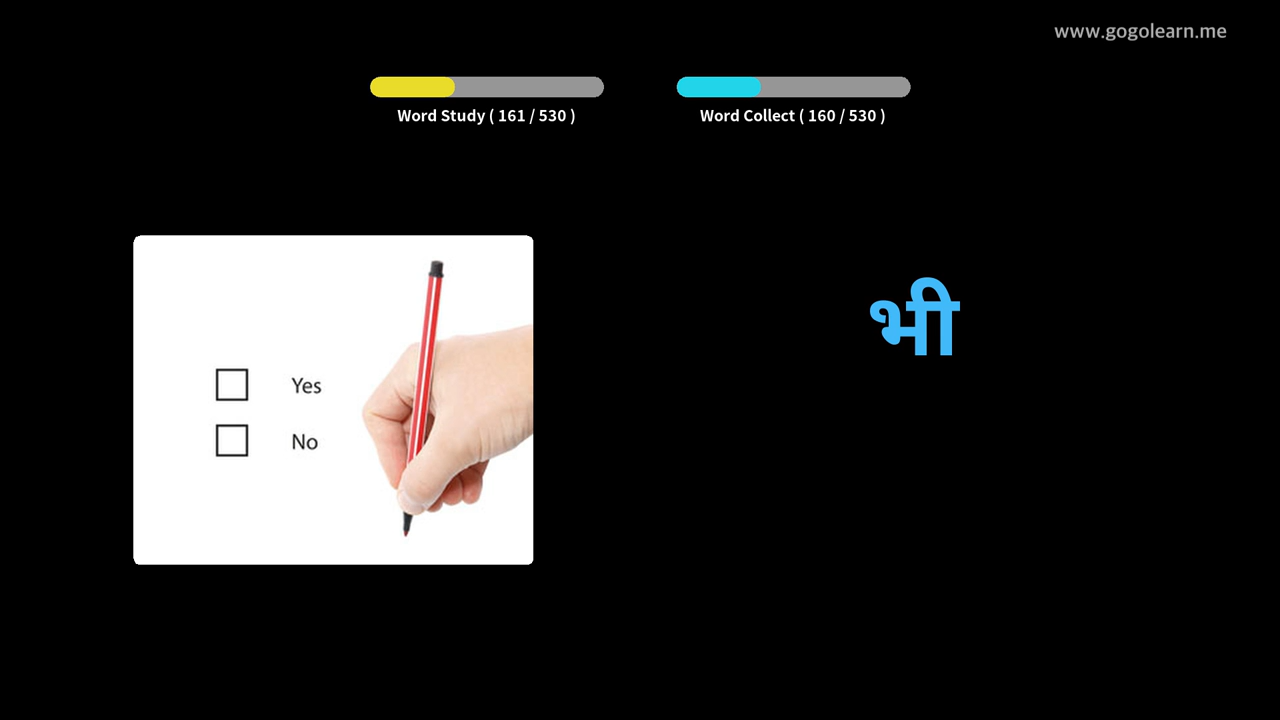 www.gogolearn.me
Word Study ( 161 / 530 )
Word Collect ( 160 / 530 )
Yes
No
भी